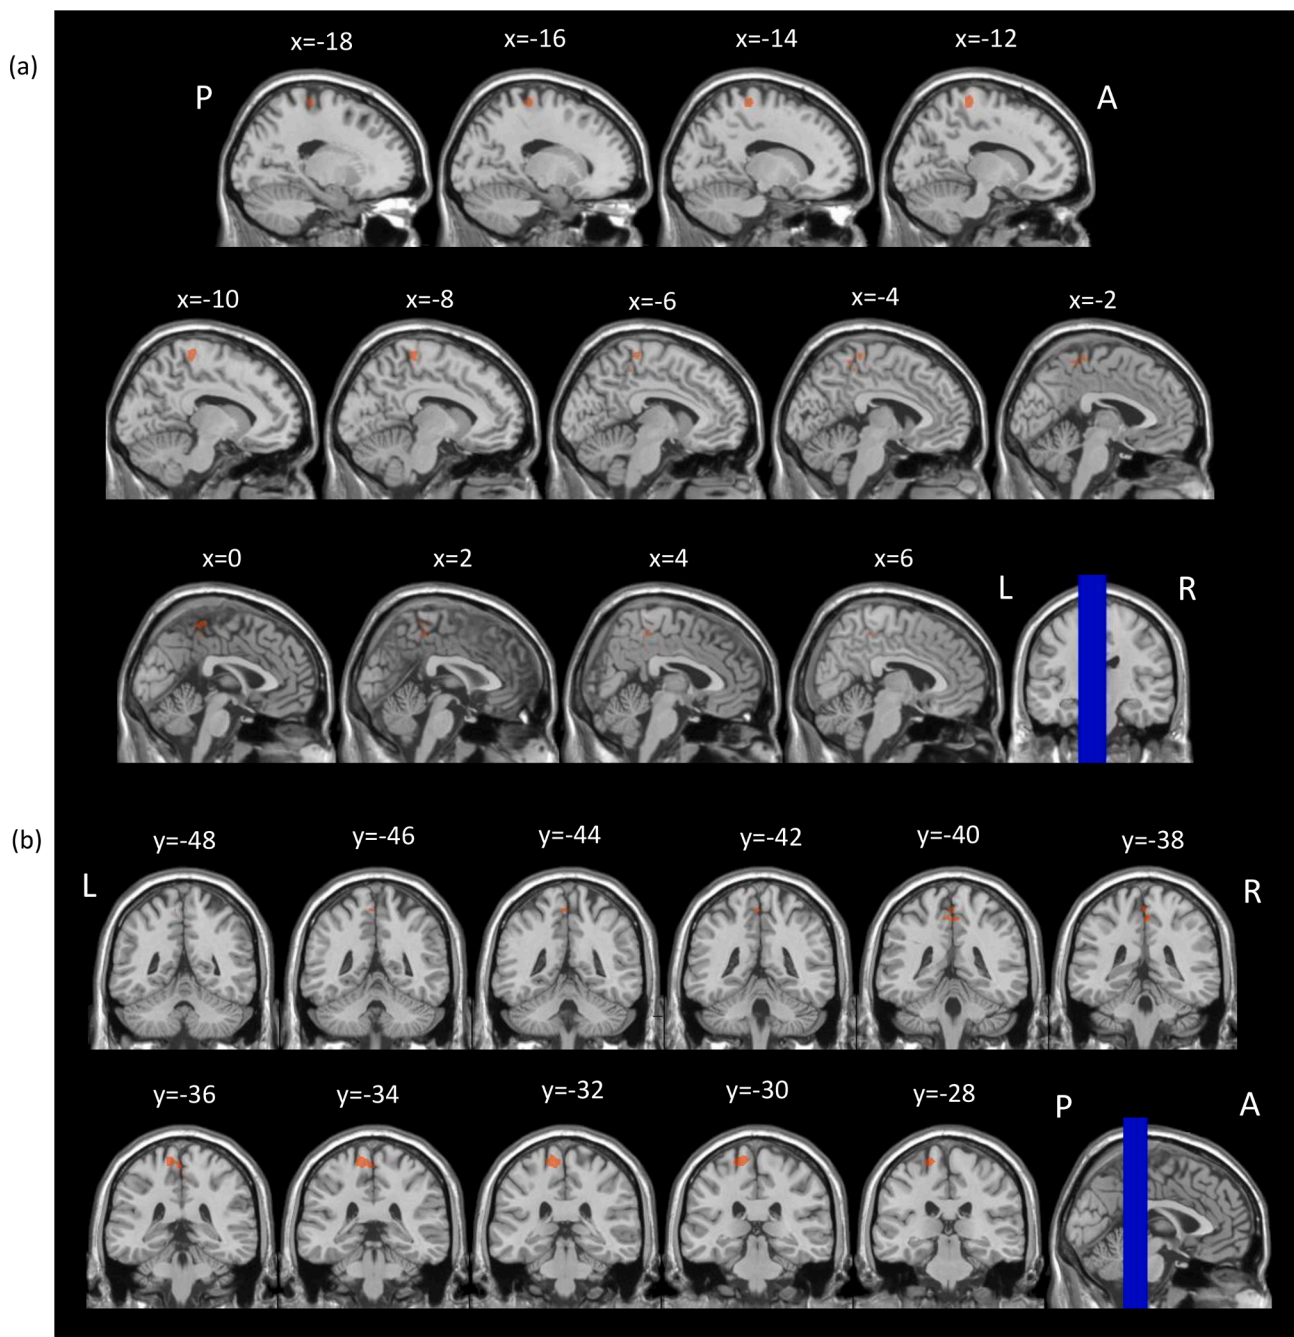 (a)
x=-18 x=-16 x=-14 x=-12
P A
x=-10 x=-8 x=-6 x=-4 x=-2
x=0 x=2 x=4 x=6
L R
(b)
y=-48 y=-46 y=-44 y=-42 y=-40 y=-38
L R
y=-36 y=-34 y=-32 y=-30 y=-28
P A